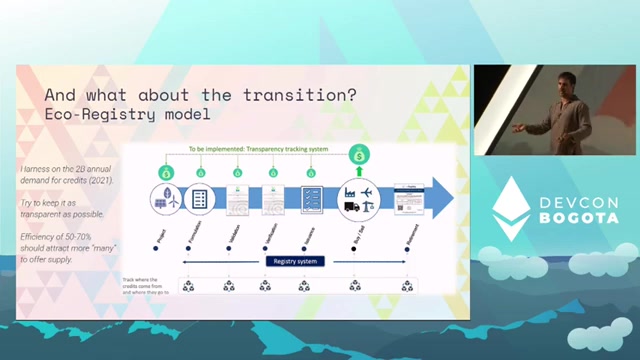 And what about the transition?
Eco-Registry model
To be implemented: Transparency tracking system
Harness on the 2B annual
demand for credits (2021).
Try to keep it as
transparent as possible.
Efficiency of 50-70%
should attract more "many"
to offer supply.
Project
Formulation
Validation
Verification
Issuance
Buy / Sell
Retirement
Registry system
Track where the
credits come from
and where they go to
DEVCON
BOGOTA